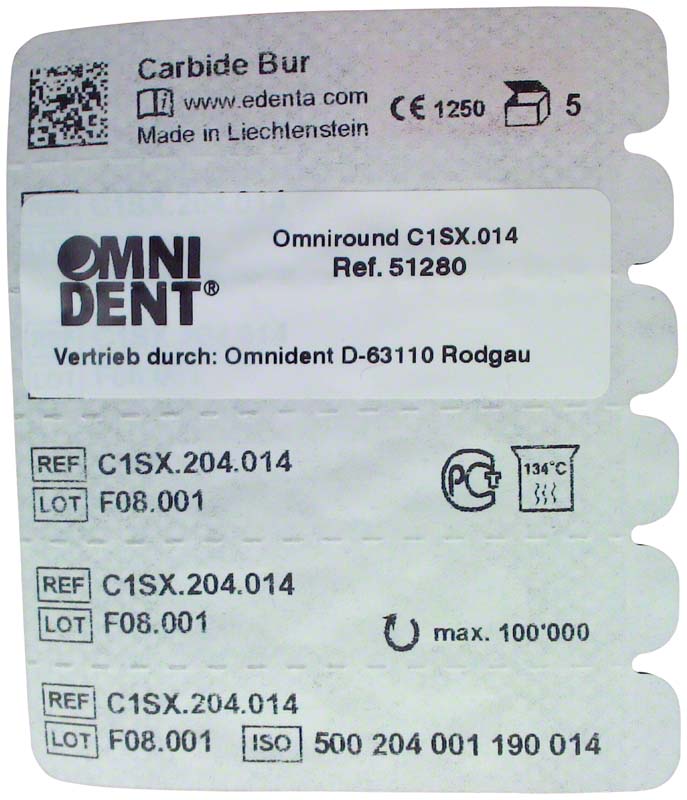 Carbide Bur
www.edenta.com
Made in Liechtenstein
CE 1250
5
OMNI
DENT®
Omniround C1SX.014
Ref. 51280
Vertrieb durch: Omnident D-63110 Rodgau
REF C1SX.204.014
LOT F08.001
PCT
134°C
REF C1SX.204.014
LOT F08.001
max. 100'000
REF C1SX.204.014
LOT F08.001
ISO 500 204 001 190 014